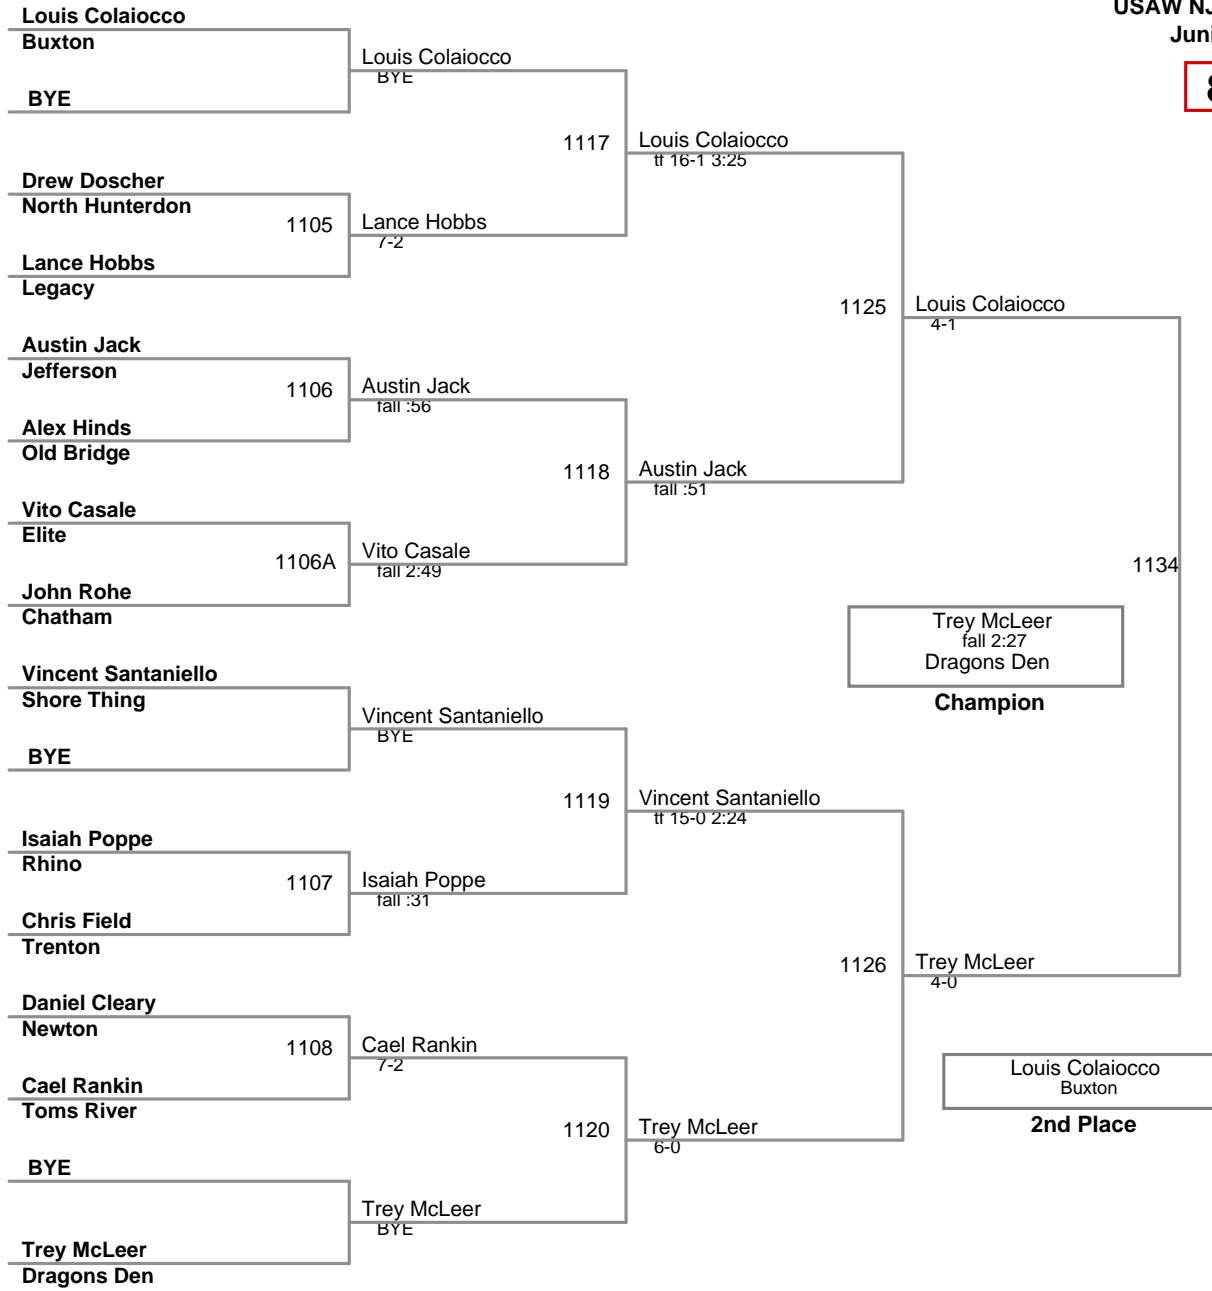 Louis Colaiocco
Buxton
BYE
Drew Doscher
North Hunterdon
Lance Hobbs
Legacy
Austin Jack
Jefferson
Alex Hinds
Old Bridge
Vito Casale
Elite
John Rohe
Chatham
Vincent Santaniello
Shore Thing
BYE
Isaiah Poppe
Rhino
Chris Field
Trenton
Daniel Cleary
Newton
Cael Rankin
Toms River
BYE
Trey McLeer
Dragons Den
1105
1106
1106A
1107
1108
Louis Colaiocco
BYE
Lance Hobbs
7-2
Austin Jack
fall :56
Vito Casale
fall 2:49
Vincent Santaniello
BYE
Isaiah Poppe
fall :31
Cael Rankin
7-2
Trey McLeer
BYE
1117
1118
1119
1120
Louis Colaiocco
tf 16-1 3:25
Austin Jack
fall :51
Vincent Santaniello
tf 15-0 2:24
Trey McLeer
6-0
1125
1126
Louis Colaiocco
4-1
Trey McLeer
4-0
1134
Trey McLeer
fall 2:27
Dragons Den
Champion
Louis Colaiocco
Buxton
2nd Place
USAW NJ
Juni